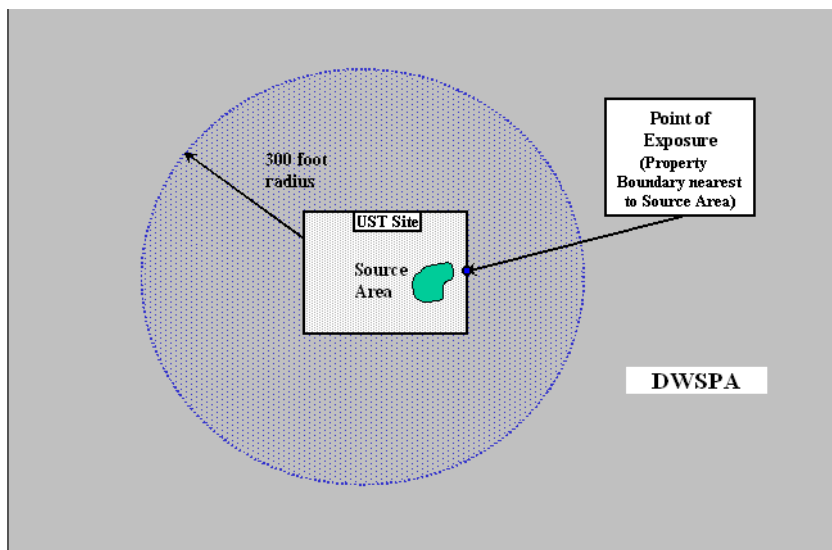 300 foot
radius
UST Site
Source
Area
Point of
Exposure
(Property
Boundary nearest
to Source Area)
DWSPA